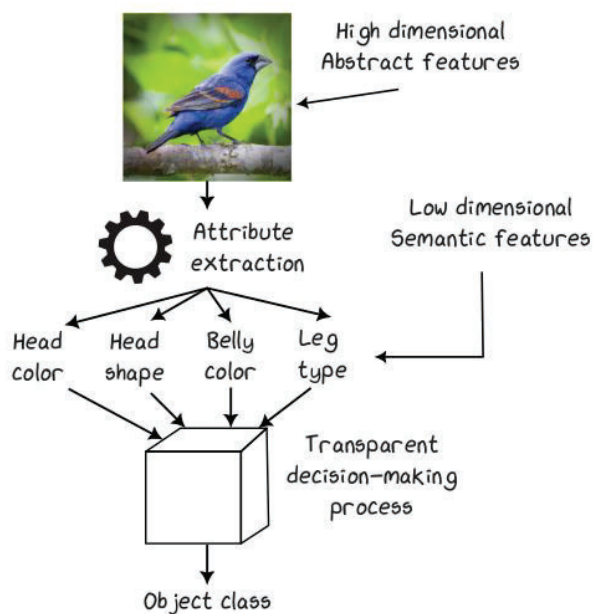 High dimensional
Abstract features
Attribute
extraction
Low dimensional
Semantic features
Head
color
Head
shape
Belly
color
Leg
type
Transparent
decision-making
process
Object class